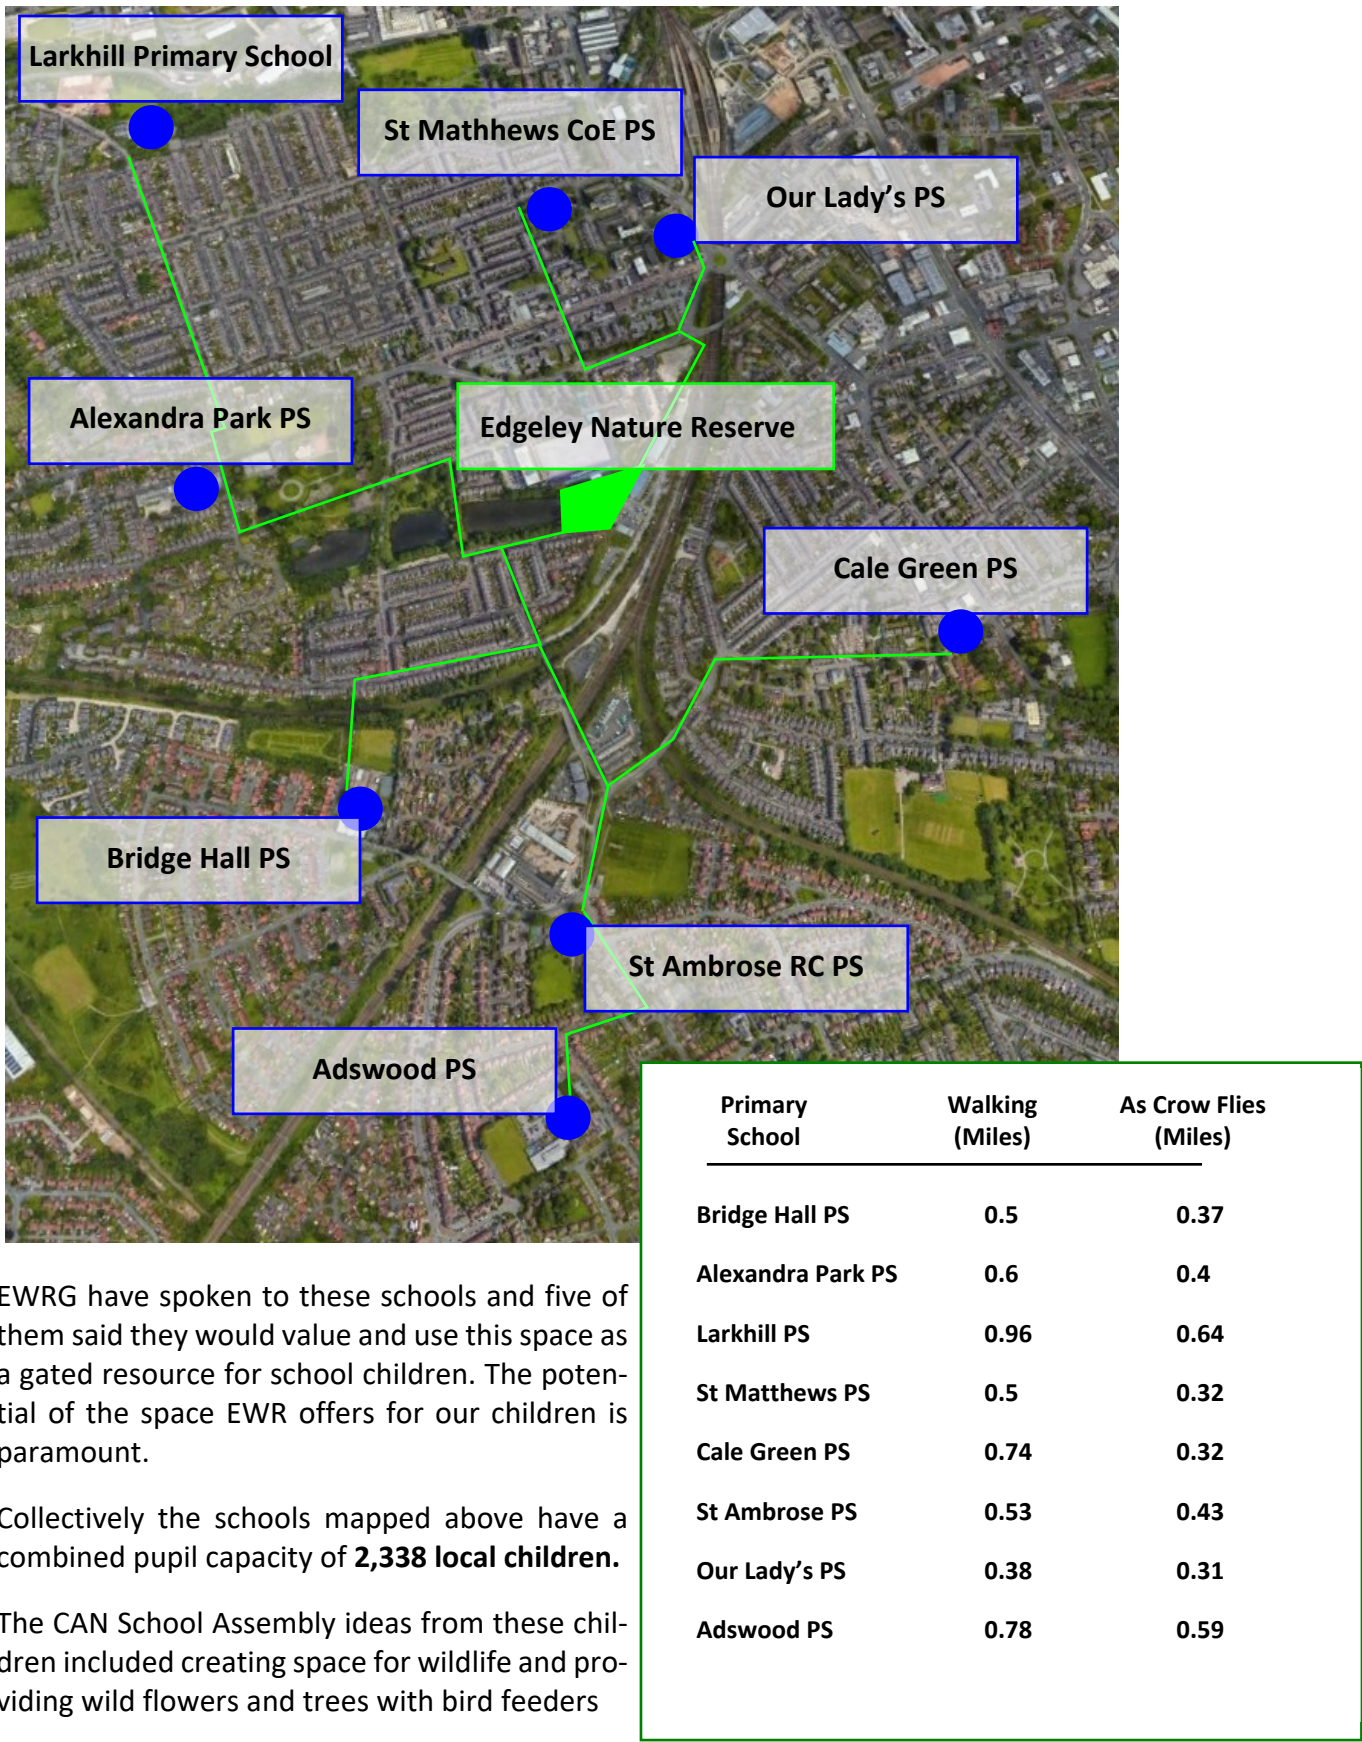 Larkhill Primary School
St Mathhews CoE PS
Our Lady’s PS
Alexandra Park PS
Edgeley Nature Reserve
Cale Green PS
Bridge Hall PS
St Ambrose RC PS
Adswood PS
Primary School Walking (Miles) As Crow Flies (Miles)
Bridge Hall PS 0.5 0.37
Alexandra Park PS 0.6 0.4
Larkhill PS 0.96 0.64
St Matthews PS 0.5 0.32
Cale Green PS 0.74 0.32
St Ambrose PS 0.53 0.43
Our Lady’s PS 0.38 0.31
Adswood PS 0.78 0.59
EWRG have spoken to these schools and five of
them said they would value and use this space as
a gated resource for school children. The poten-
tial of the space EWR offers for our children is
paramount.
Collectively the schools mapped above have a
combined pupil capacity of 2,338 local children.
The CAN School Assembly ideas from these chil-
dren included creating space for wildlife and pro-
viding wild flowers and trees with bird feeders